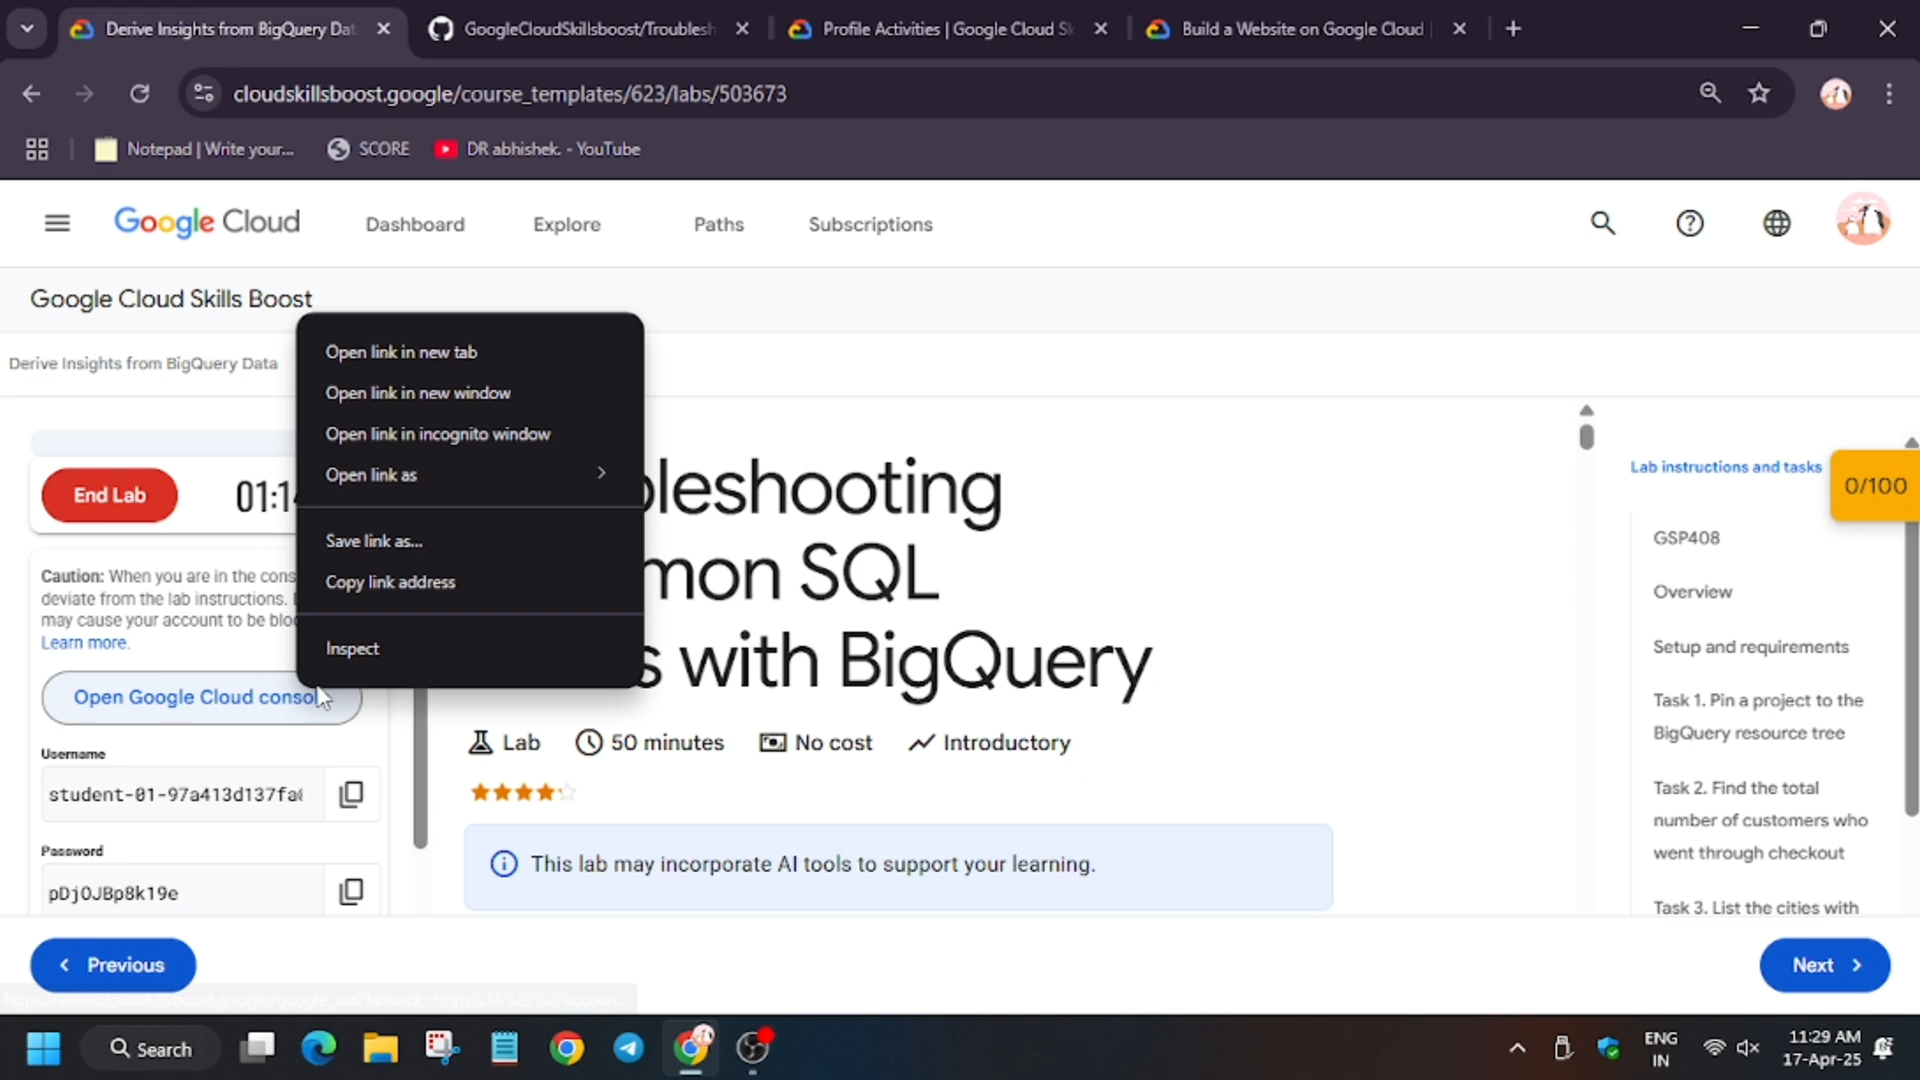 Derive Insights from BigQuery Dat
GoogleCloudSkillsboost/Troublesh
Profile Activities | Google Cloud Sk
Build a Website on Google Cloud |
cloudskillsboost.google/course_templates/623/labs/503673
Notepad | Write your...
SCORE
DR abhishek. - YouTube
Google Cloud
Dashboard
Explore
Paths
Subscriptions
Google Cloud Skills Boost
Derive Insights from BigQuery Data
Open link in new tab
Open link in new window
Open link in incognito window
Open link as
Save link as...
Copy link address
Inspect
End Lab
01:14
Caution: When you are in the cons
deviate from the lab instructions.
may cause your account to be bloc
Learn more.
Open Google Cloud consol
Username
student-01-97a413d137fa
Password
pDjOJBp8k19e
bleshooting
mon SQL
s with BigQuery
Lab
50 minutes
No cost
Introductory
This lab may incorporate AI tools to support your learning.
Lab instructions and tasks
0/100
GSP408
Overview
Setup and requirements
Task 1. Pin a project to the
BigQuery resource tree
Task 2. Find the total
number of customers who
went through checkout
Task 3. List the cities with
Previous
Next
Search
ENG
IN
11:29 AM
17-Apr-25